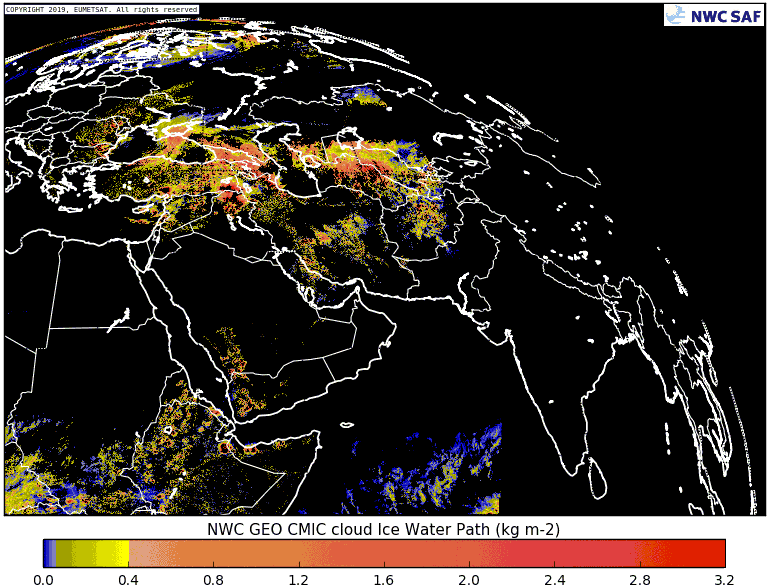 COPYRIGHT 2019, EUMETSAT. All rights reserved
NWC SAF
NWC GEO CMIC cloud Ice Water Path (kg m-2)
0.0 0.4 0.8 1.2 1.6 2.0 2.4 2.8 3.2